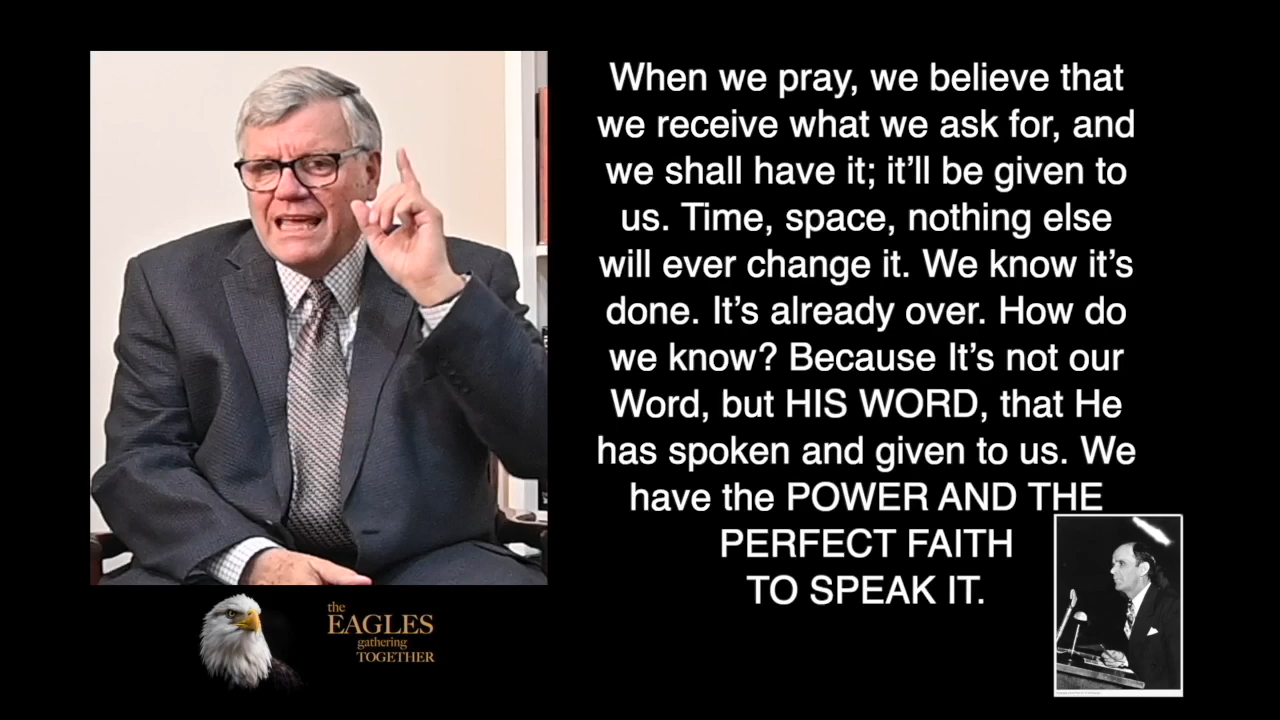 When we pray, we believe that
we receive what we ask for, and
we shall have it; it’ll be given to
us. Time, space, nothing else
will ever change it. We know it’s
done. It’s already over. How do
we know? Because It’s not our
Word, but HIS WORD, that He
has spoken and given to us. We
have the POWER AND THE
PERFECT FAITH
TO SPEAK IT.
the
EAGLES
gathering
TOGETHER